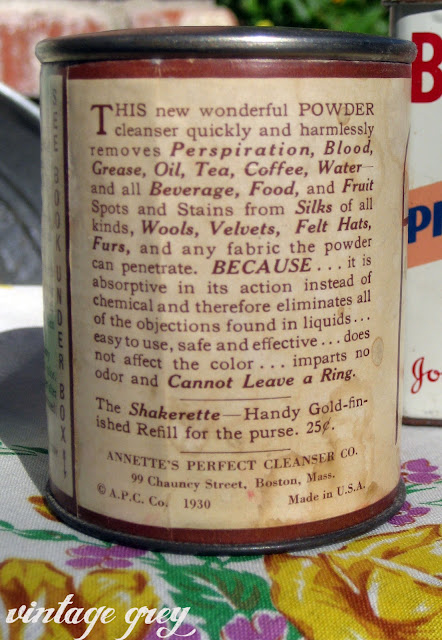 THIS new wonderful POWDER
cleanser quickly and harmlessly
removes Perspiration, Blood,
Grease, Oil, Tea, Coffee, Water—
and all Beverage, Food, and Fruit
Spots and Stains from Silks of all
kinds, Wools, Velvets, Felt Hats,
Furs, and any fabric the powder
can penetrate. BECAUSE . . . it is
absorptive in its action instead of
chemical and therefore eliminates all
of the objections found in liquids . . .
easy to use, safe and effective . . . does
not affect the color . . . imparts no
odor and Cannot Leave a Ring.
The Shakerette—Handy Gold-fin-
ished Refill for the purse. 25¢.
ANNETTE'S PERFECT CLEANSER CO.
99 Chauncy Street, Boston, Mass.
© A.P.C. Co. 1930 Made in U.S.A.
BOOK UNDER BOX
B
Jo
vintage grey